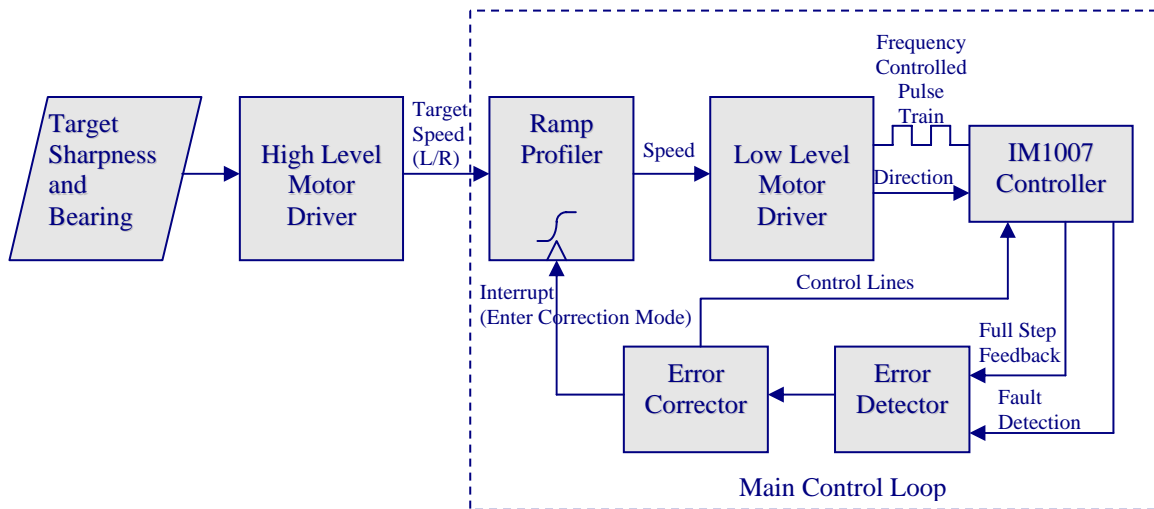 Target
Sharpness
and
Bearing
High Level
Motor
Driver
Target
Speed
(L/R)
Ramp
Profiler
Speed
Low Level
Motor
Driver
Frequency
Controlled
Pulse
Train
Direction
IM1007
Controller
Interrupt
(Enter Correction Mode)
Control Lines
Full Step
Feedback
Fault
Detection
Error
Corrector
Error
Detector
Main Control Loop